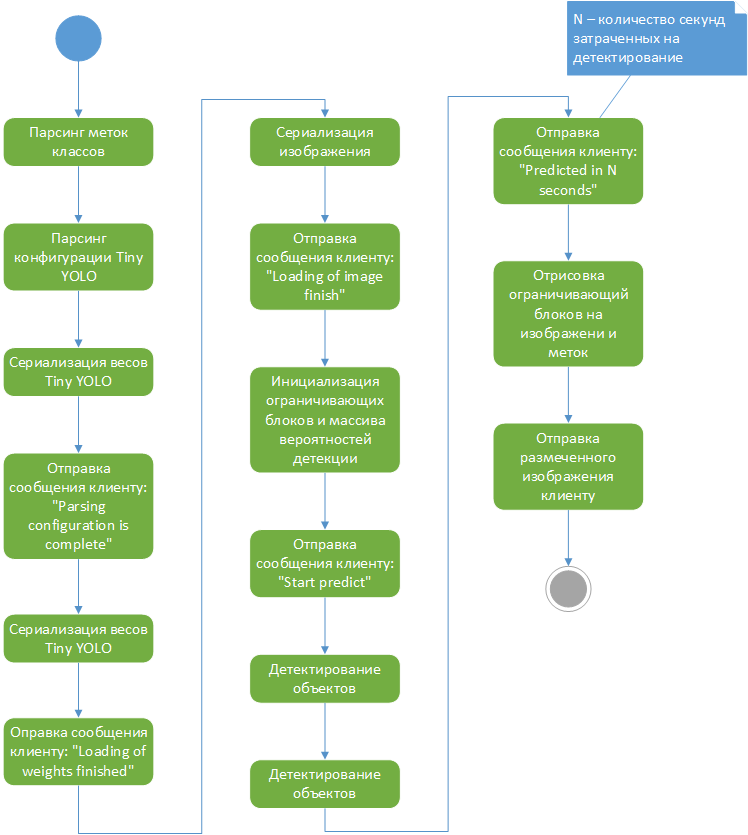 Парсинг меток
классов
Парсинг
конфигурации Tiny
YOLO
Сериализация весов
Tiny YOLO
Отправка
сообщения клиенту:
"Parsing
configuration is
complete"
Сериализация весов
Tiny YOLO
Оправка сообщения
клиенту: "Loading of
weights finished"
Сериализация
изображения
Отправка
сообщения клиенту:
"Loading of image
finish"
Инициализация
ограничивающих
блоков и массива
вероятностей
детекции
Отправка
сообщения клиенту:
"Start predict"
Детектирование
объектов
Детектирование
объектов
N – количество секунд
затраченных на
детектирование
Отправка
сообщения клиенту:
"Predicted in N
seconds"
Отрисовка
ограничивающий
блоков на
изображени и
меток
Отправка
размеченного
изображения
клиенту